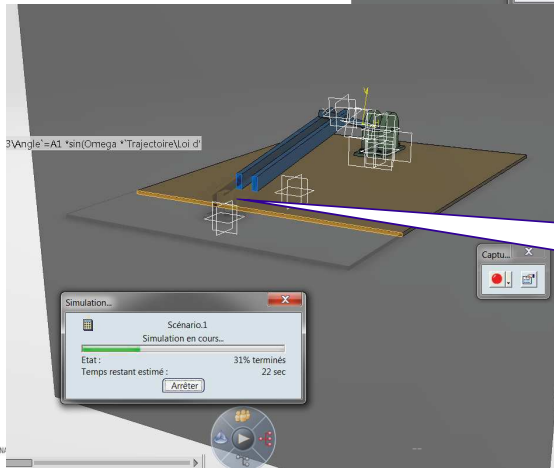 y
3\Angle`=A1 *sin(Omega *`Trajectoire\Loi d'
Captu...
Simulation...
Scénario.1
Simulation en cours...
Etat : 31% terminés
Temps restant estimé : 22 sec
Arrêter